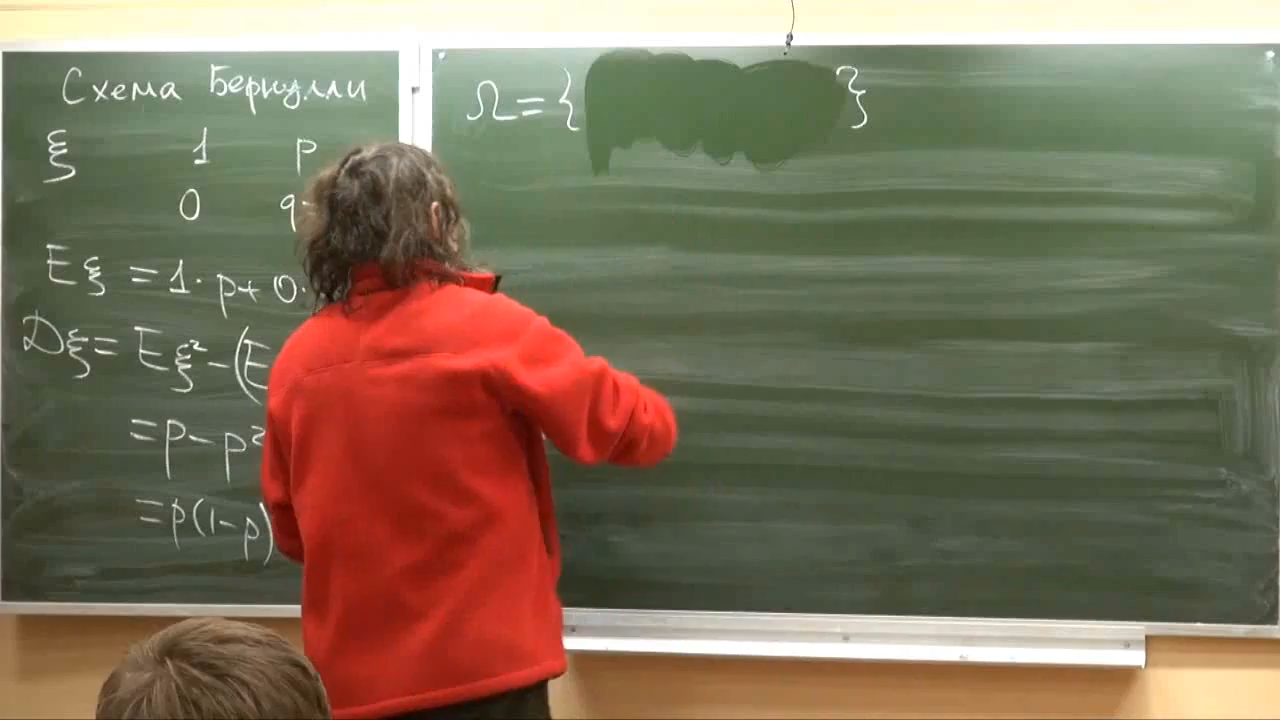 Схема Бернулли
ξ 1 p
0 q
Eξ = 1· p + 0·
Dξ = Eξ² - (E
= p - p²
= p(1-p)
Ω = { }